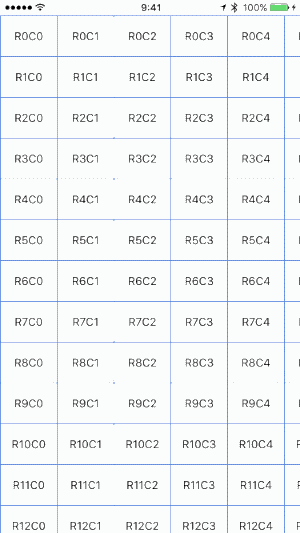 9:41 100%
R0C0 R0C1 R0C2 R0C3 R0C4 R
R1C0 R1C1 R1C2 R1C3 R1C4 R
R2C0 R2C1 R2C2 R2C3 R2C4 R
R3C0 R3C1 R3C2 R3C3 R3C4 R
R4C0 R4C1 R4C2 R4C3 R4C4 R
R5C0 R5C1 R5C2 R5C3 R5C4 R
R6C0 R6C1 R6C2 R6C3 R6C4 R
R7C0 R7C1 R7C2 R7C3 R7C4 R
R8C0 R8C1 R8C2 R8C3 R8C4 R
R9C0 R9C1 R9C2 R9C3 R9C4 R
R10C0 R10C1 R10C2 R10C3 R10C4 R
R11C0 R11C1 R11C2 R11C3 R11C4 R
R12C0 R12C1 R12C2 R12C3 R12C4 R